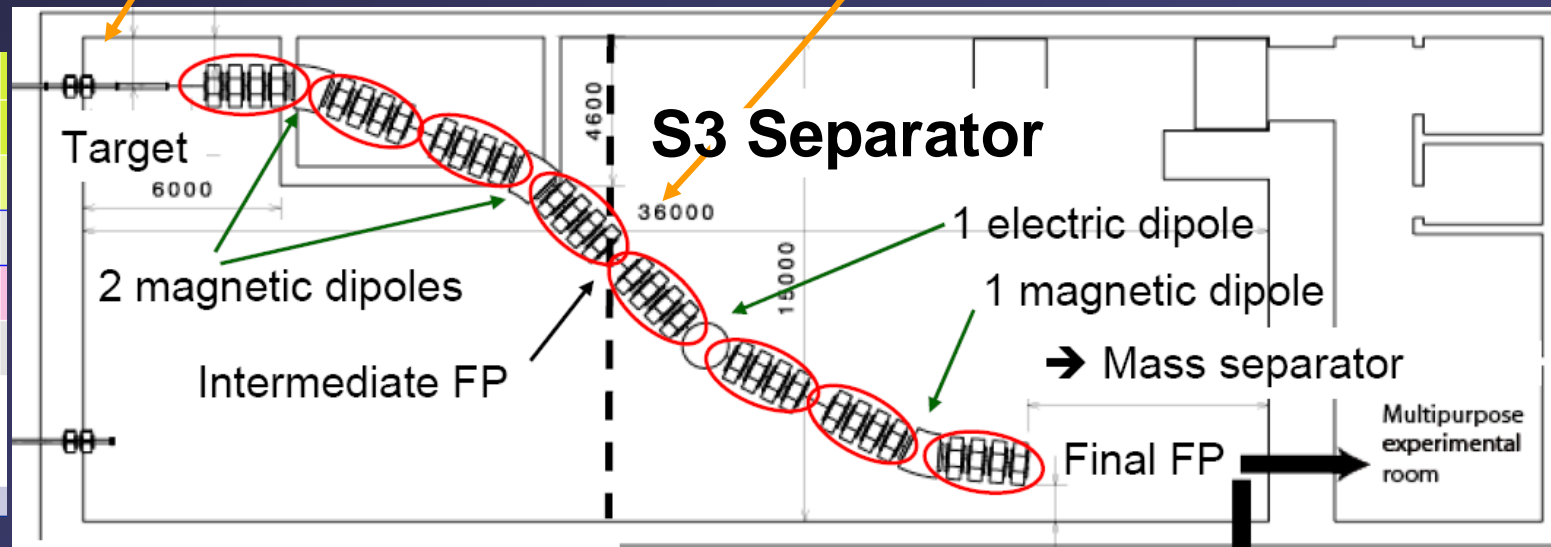 S3 Separator
Target
6000
4600
36000
15000
2 magnetic dipoles
1 electric dipole
1 magnetic dipole
Intermediate FP
➔ Mass separator
Final FP
Multipurpose
experimental
room